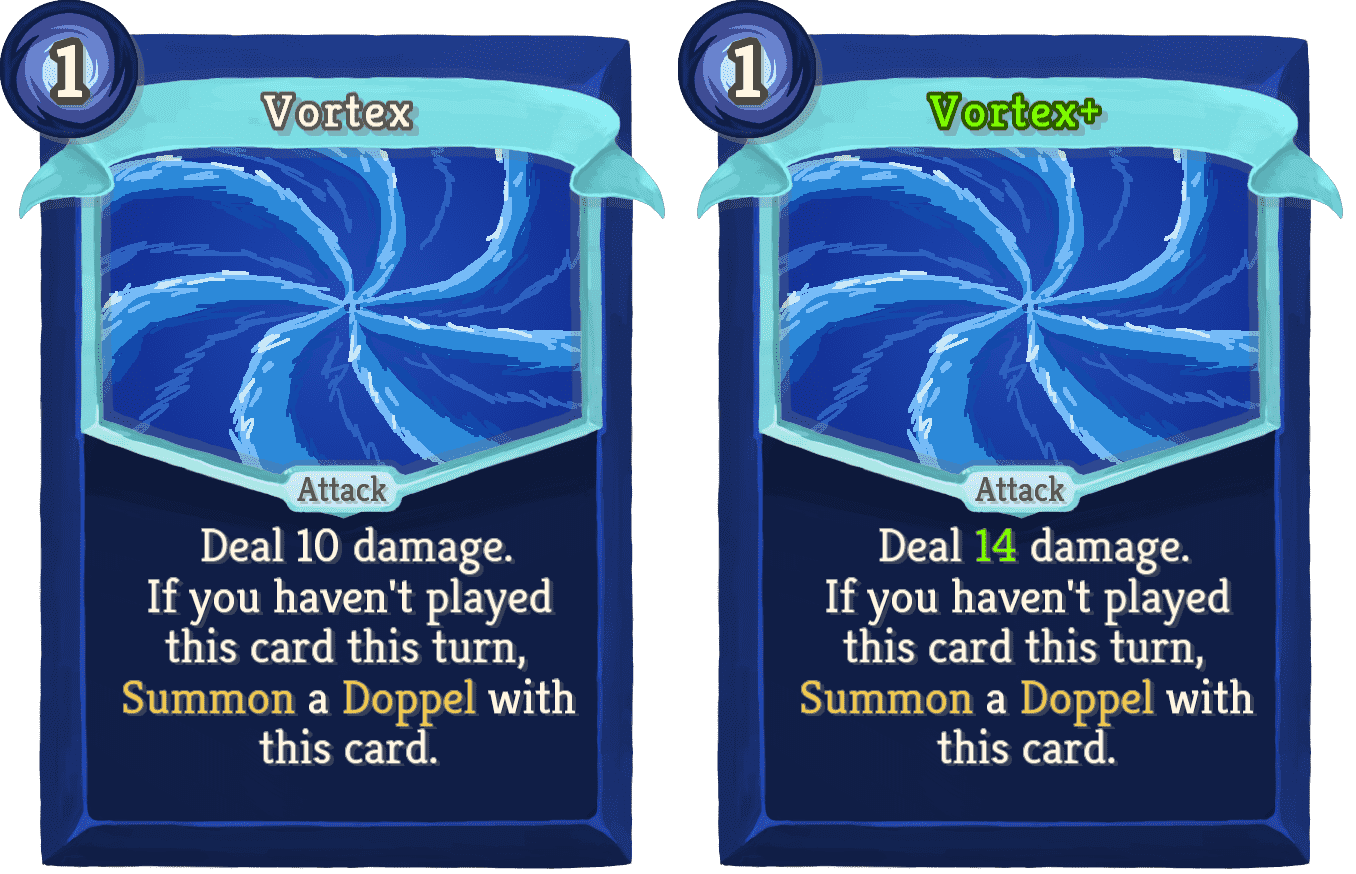 1
Vortex
Attack
Deal 10 damage.
If you haven't played
this card this turn,
Summon a Doppel with
this card.
1
Vortex+
Attack
Deal 14 damage.
If you haven't played
this card this turn,
Summon a Doppel with
this card.